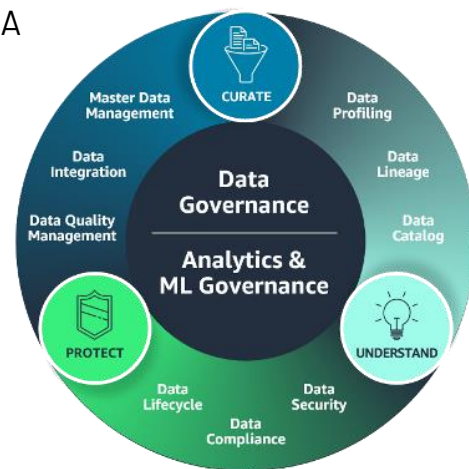 A
CURATE
Master Data
Management
Data
Profiling
Data
Integration
Data
Lineage
Data Quality
Management
Data
Catalog
Data
Governance
Analytics &
ML Governance
PROTECT
UNDERSTAND
Data
Lifecycle
Data
Compliance
Data
Security